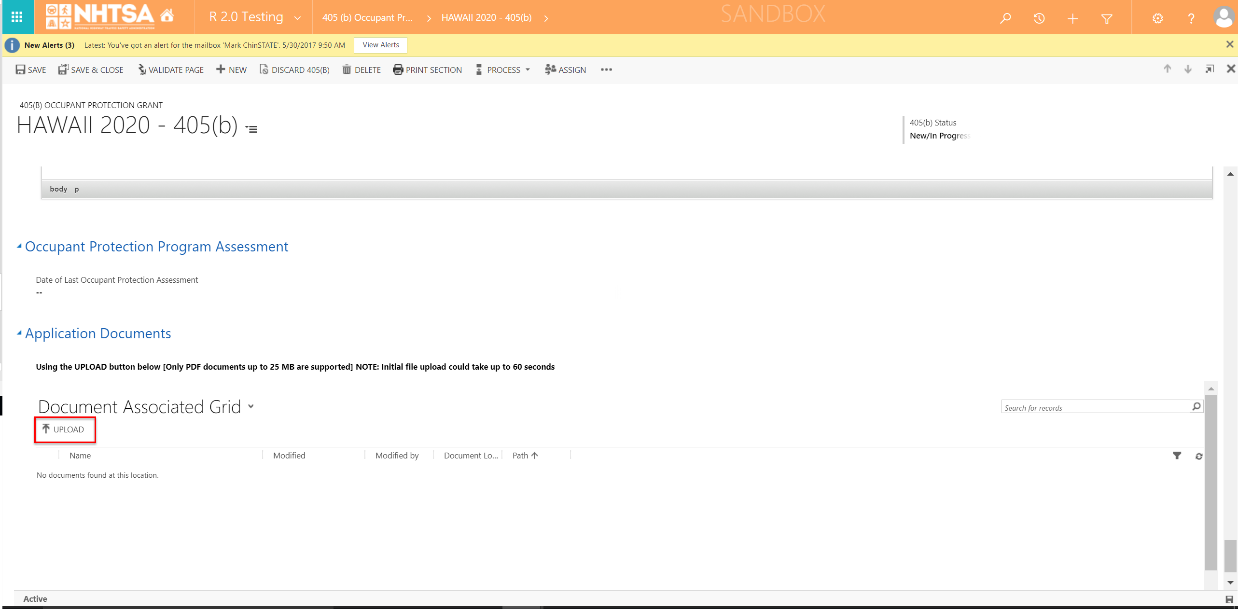 NHTSA R 2.0 Testing 405 (b) Occupant Pr... HAWAII 2020 - 405(b) SANDBOX
New Alerts (3) Latest: You've got an alert for the mailbox 'Mark ChinSTATE'. 5/30/2017 9:50 AM View Alerts
SAVE SAVE & CLOSE VALIDATE PAGE NEW DISCARD 405(B) DELETE PRINT SECTION PROCESS ASSIGN
405(B) OCCUPANT PROTECTION GRANT
HAWAII 2020 - 405(b)
405(b) Status
New/In Progress
body p
Occupant Protection Program Assessment
Date of Last Occupant Protection Assessment
--
Application Documents
Using the UPLOAD button below [Only PDF documents up to 25 MB are supported] NOTE: Initial file upload could take up to 60 seconds
Document Associated Grid
Search for records
UPLOAD
Name Modified Modified by Document Lo... Path
No documents found at this location.
Active